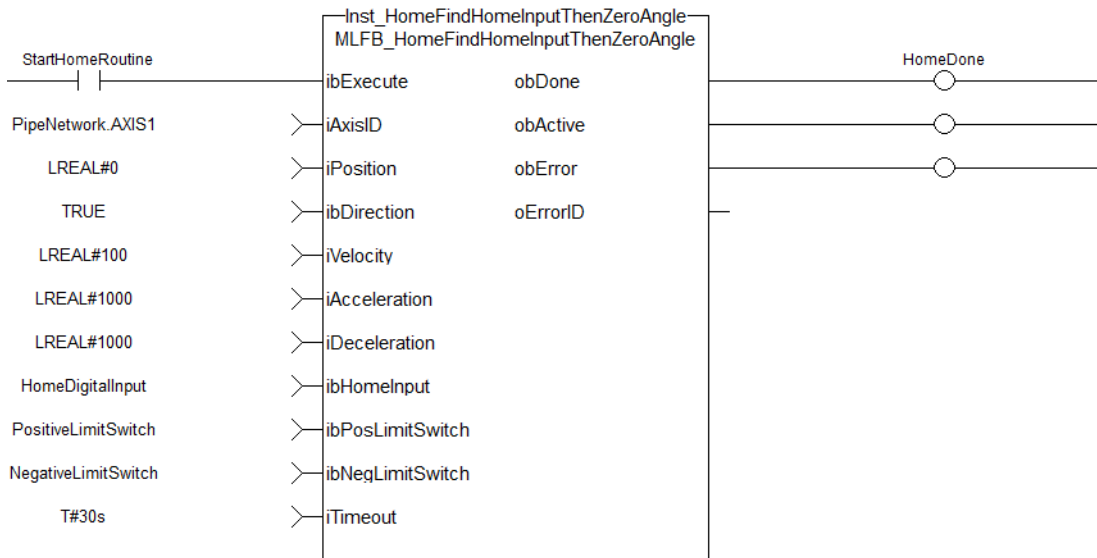 Inst_HomeFindHomeInputThenZeroAngle
MLFB_HomeFindHomeInputThenZeroAngle
StartHomeRoutine
HomeDone
ibExecute obDone
PipeNetwork.AXIS1 iAxisID obActive
LREAL#0 iPosition obError
TRUE ibDirection oErrorID
LREAL#100 iVelocity
LREAL#1000 iAcceleration
LREAL#1000 iDeceleration
HomeDigitalInput ibHomeInput
PositiveLimitSwitch ibPosLimitSwitch
NegativeLimitSwitch ibNegLimitSwitch
T#30s iTimeout